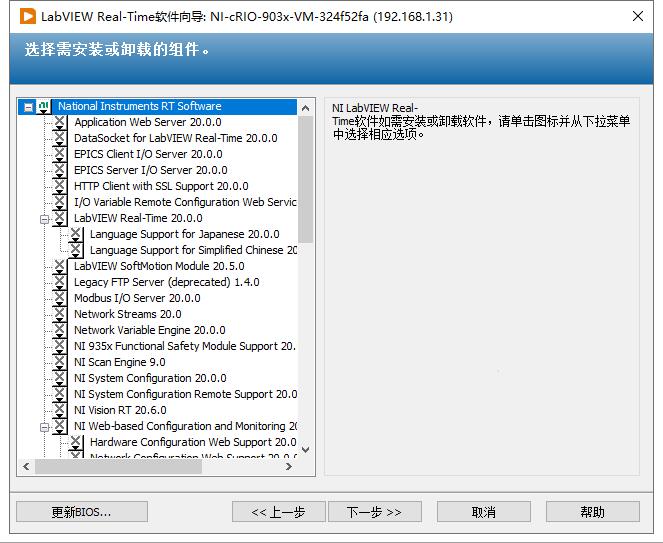 LabVIEW Real-Time软件向导: NI-cRIO-903x-VM-324f52fa (192.168.1.31)
选择需安装或卸载的组件。
National Instruments RT Software
Application Web Server 20.0.0
DataSocket for LabVIEW Real-Time 20.0.0
EPICS Client I/O Server 20.0.0
EPICS Server I/O Server 20.0.0
HTTP Client with SSL Support 20.0.0
I/O Variable Remote Configuration Web Servic
LabVIEW Real-Time 20.0.0
Language Support for Japanese 20.0.0
Language Support for Simplified Chinese 20
LabVIEW SoftMotion Module 20.5.0
Legacy FTP Server (deprecated) 1.4.0
Modbus I/O Server 20.0.0
Network Streams 20.0
Network Variable Engine 20.0.0
NI 935x Functional Safety Module Support 20.
NI Scan Engine 9.0
NI System Configuration 20.0.0
NI System Configuration Remote Support 20.0
NI Vision RT 20.6.0
NI Web-based Configuration and Monitoring 20
Hardware Configuration Web Support 20.0
Network Configuration Web Support 20.0
NI LabVIEW Real-
Time软件如需安装或卸载软件，请单击图标并从下拉菜单
中选择相应选项。
更新BIOS...
<< 上一步
下一步 >>
取消
帮助